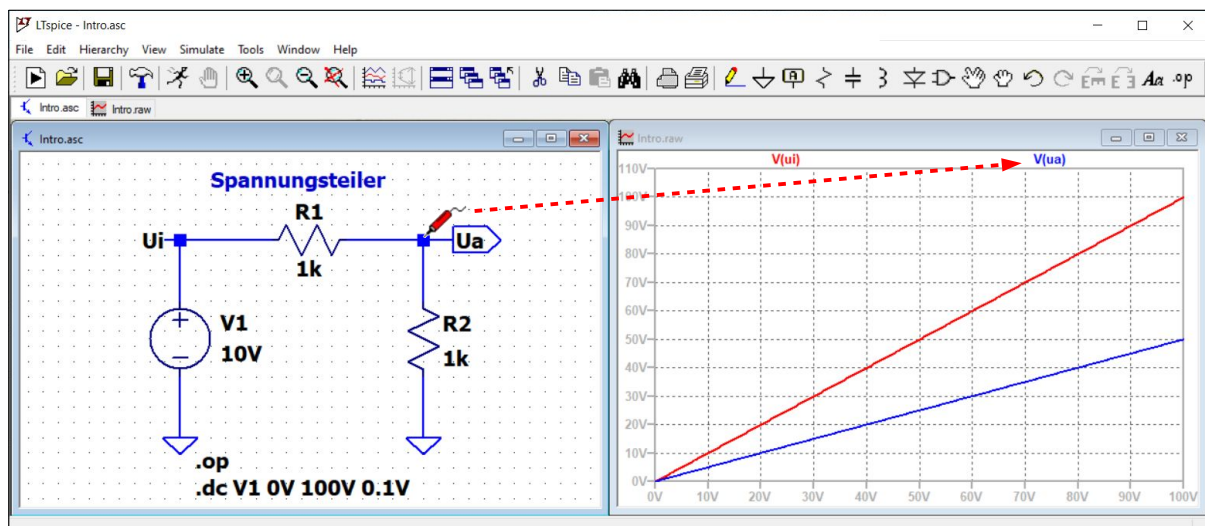 LTspice - Intro.asc
File Edit Hierarchy View Simulate Tools Window Help
A Aa .op
Intro.asc Intro.raw
Intro.asc
Spannungsteiler
R1
1k
Ui
Ua
V1
10V
R2
1k
.op
.dc V1 0V 100V 0.1V
Intro.raw
V(ui) V(ua)
110V
100V
90V
80V
70V
60V
50V
40V
30V
20V
10V
0V
0V 10V 20V 30V 40V 50V 60V 70V 80V 90V 100V